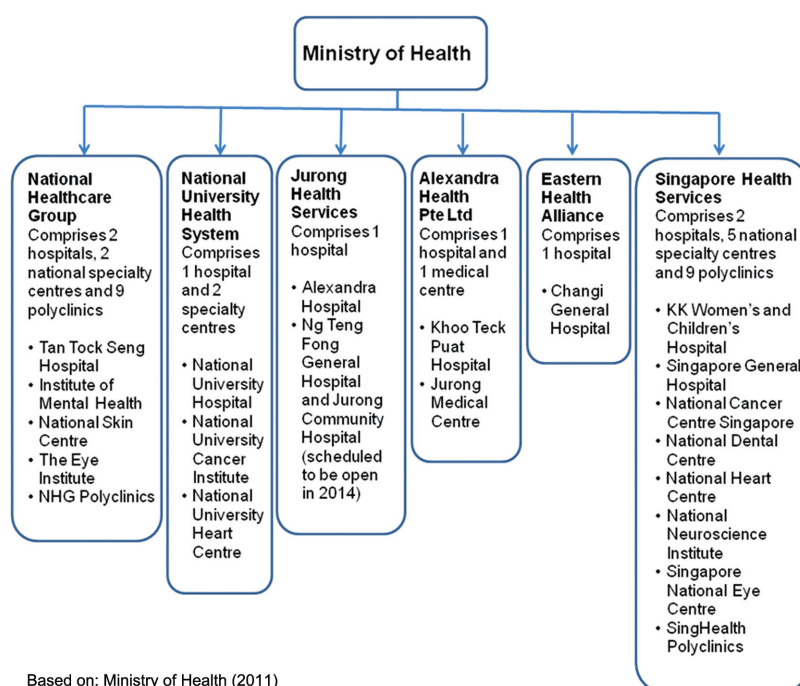 Ministry of Health
National
Healthcare
Group
Comprises 2
hospitals, 2
national specialty
centres and 9
polyclinics
• Tan Tock Seng
Hospital
• Institute of
Mental Health
• National Skin
Centre
• The Eye
Institute
• NHG Polyclinics
National
University
Health
System
Comprises
1 hospital
and 2
specialty
centres
• National
University
Hospital
• National
University
Cancer
Institute
• National
University
Heart
Centre
Jurong
Health
Services
Comprises 1
hospital
• Alexandra
Hospital
• Ng Teng
Fong
General
Hospital
and Jurong
Community
Hospital
(scheduled
to be open
in 2014)
Alexandra
Health
Pte Ltd
Comprises 1
hospital and
1 medical
centre
• Khoo Teck
Puat
Hospital
• Jurong
Medical
Centre
Eastern
Health
Alliance
Comprises
1 hospital
• Changi
General
Hospital
Singapore Health
Services
Comprises 2
hospitals, 5 national
specialty centres
and 9 polyclinics
• KK Women's and
Children's
Hospital
• Singapore General
Hospital
• National Cancer
Centre Singapore
• National Dental
Centre
• National Heart
Centre
• National
Neuroscience
Institute
• Singapore
National Eye
Centre
• SingHealth
Polyclinics
Based on: Ministry of Health (2011)